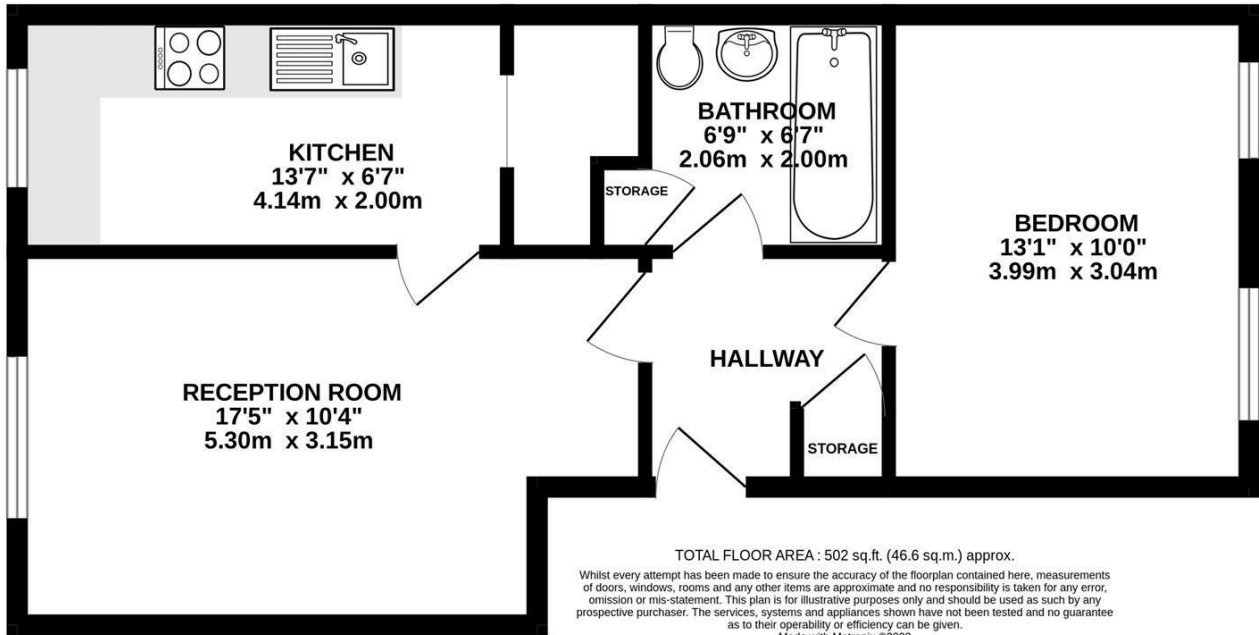 KITCHEN
13'7" x 6'7"
4.14m x 2.00m
BATHROOM
6'9" x 6'7"
2.06m x 2.00m
STORAGE
BEDROOM
13'1" x 10'0"
3.99m x 3.04m
RECEPTION ROOM
17'5" x 10'4"
5.30m x 3.15m
HALLWAY
STORAGE
TOTAL FLOOR AREA : 502 sq.ft. (46.6 sq.m.) approx.
Whilst every attempt has been made to ensure the accuracy of the floorplan contained here, measurements
of doors, windows, rooms and any other items are approximate and no responsibility is taken for any error,
omission or mis-statement. This plan is for illustrative purposes only and should be used as such by any
prospective purchaser. The services, systems and appliances shown have not been tested and no guarantee
as to their operability or efficiency can be given.
Made with Metropix